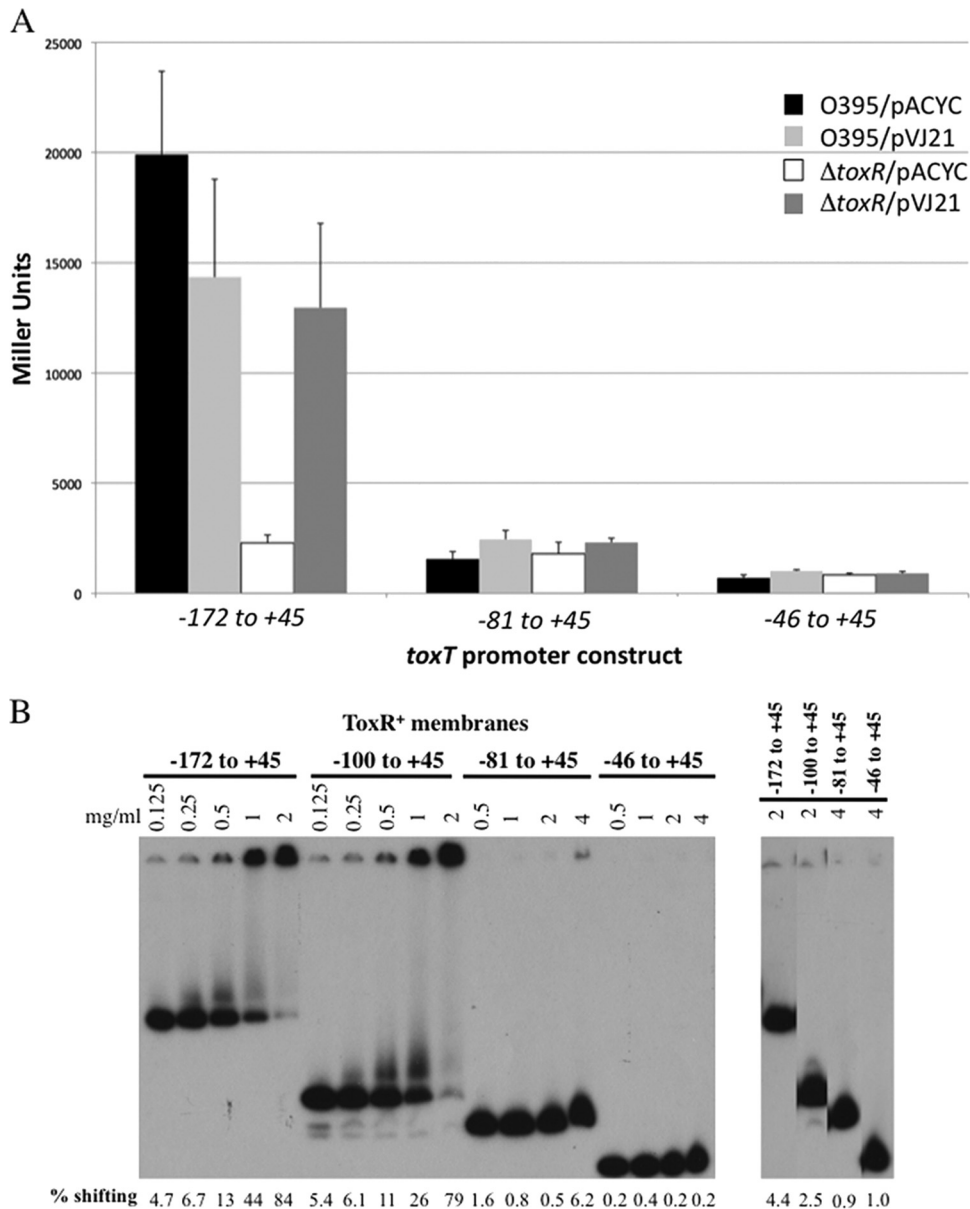 A
25000
20000
15000
10000
5000
0
Miller Units
O395/pACYC
O395/pVJ21
ΔtoxR/pACYC
ΔtoxR/pVJ21
-172 to +45
-81 to +45
-46 to +45
toxT promoter construct
B
ToxR+ membranes
-172 to +45 -100 to +45 -81 to +45 -46 to +45
mg/ml 0.125 0.25 0.5 1 2 0.125 0.25 0.5 1 2 0.5 1 2 4 0.5 1 2 4
-172 to +45 -100 to +45 -81 to +45 -46 to +45
2 2 4 4
% shifting 4.7 6.7 13 44 84 5.4 6.1 11 26 79 1.6 0.8 0.5 6.2 0.2 0.4 0.2 0.2 4.4 2.5 0.9 1.0